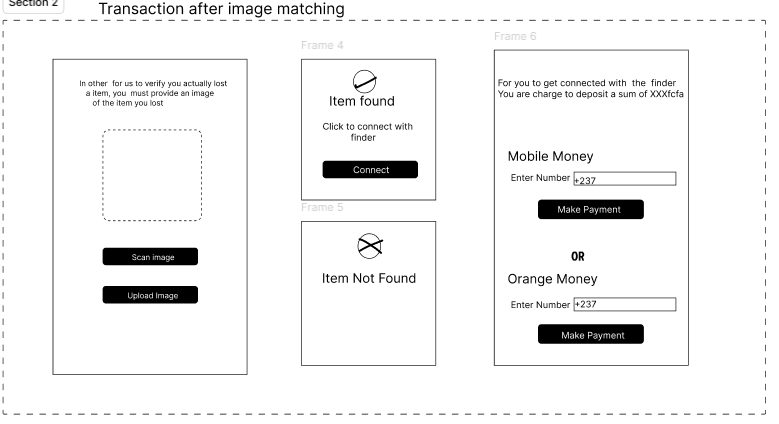 Section 2
Transaction after image matching
In other for us to verify you actually lost
a item, you must provide an image
of the item you lost
Scan image
Upload Image
Frame 4
Item found
Click to connect with
finder
Connect
Frame 5
Item Not Found
Frame 6
For you to get connected with the finder
You are charge to deposit a sum of XXXfcfa
Mobile Money
Enter Number +237
Make Payment
OR
Orange Money
Enter Number +237
Make Payment